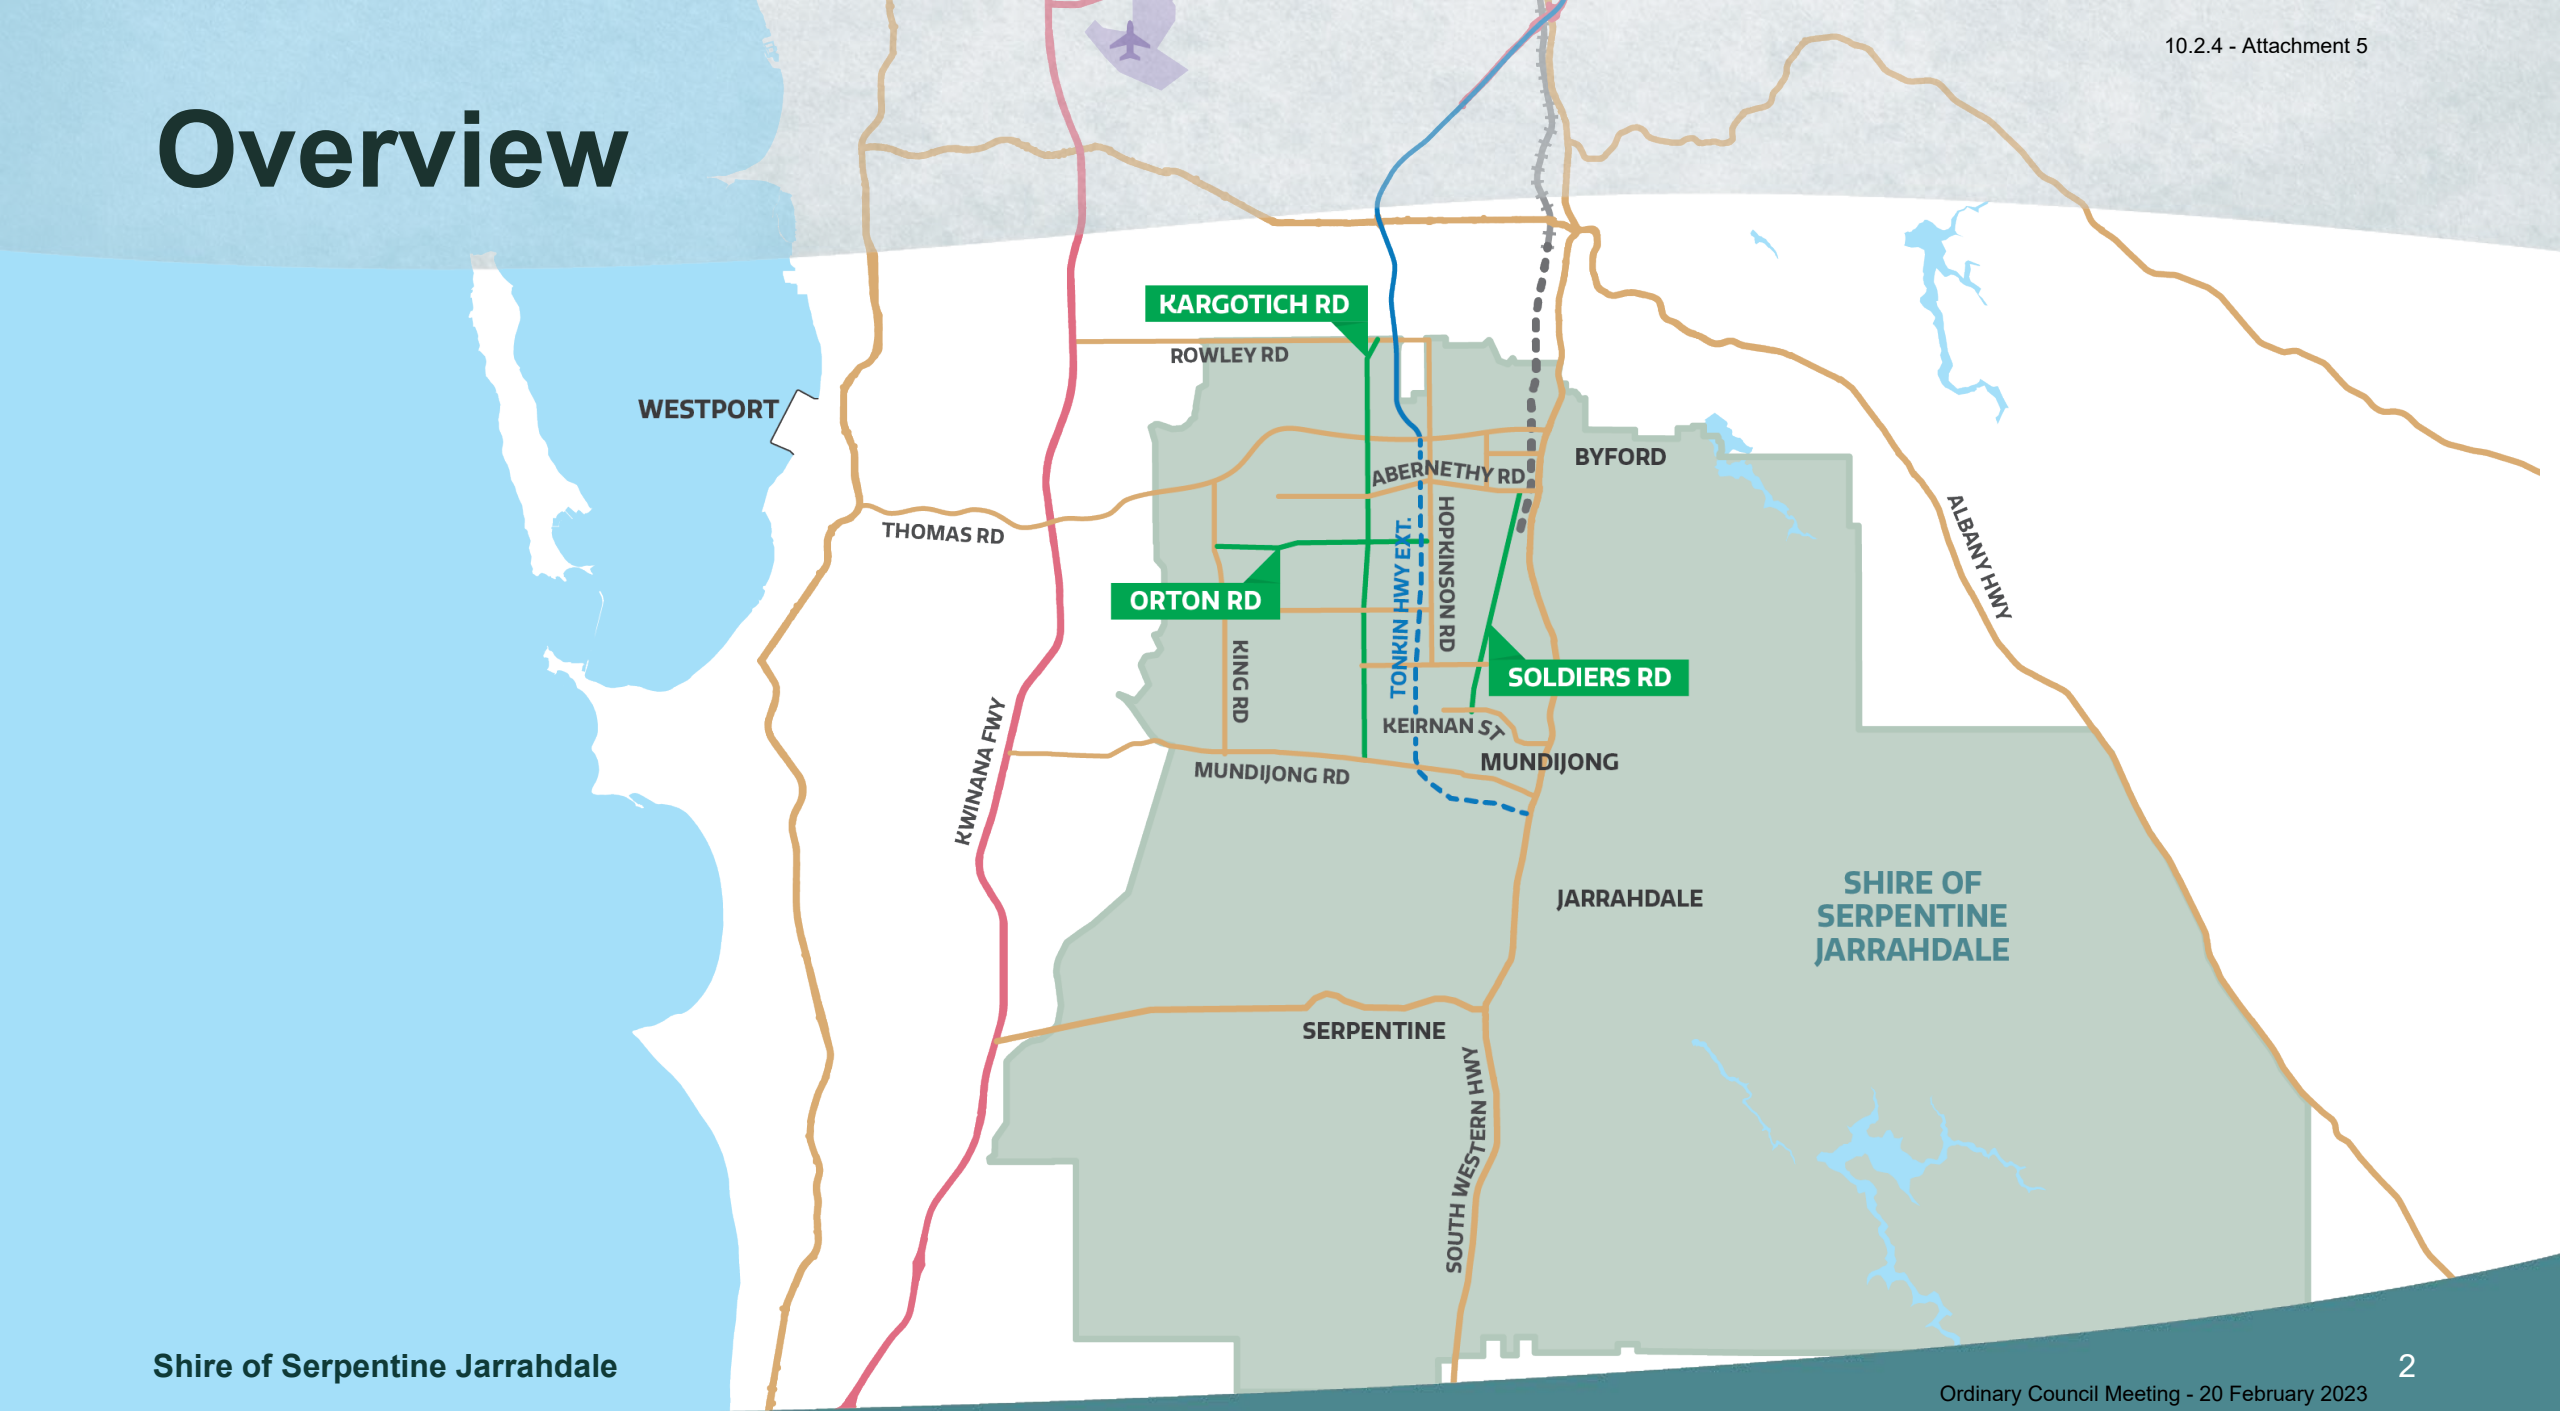 10.2.4 - Attachment 5
Overview
KARGOTICH RD
ROWLEY RD
WESTPORT
BYFORD
ABERNETHY RD
THOMAS RD
HOPKINSON RD
TONKIN HWY EXT.
ALBANY HWY
ORTON RD
KING RD
SOLDIERS RD
KEIRNAN ST
KWINANA FWY
MUNDIJONG RD
MUNDIJONG
JARRAHDALE
SHIRE OF
SERPENTINE
JARRAHDALE
SERPENTINE
SOUTH WESTERN HWY
Shire of Serpentine Jarrahdale
2
Ordinary Council Meeting - 20 February 2023